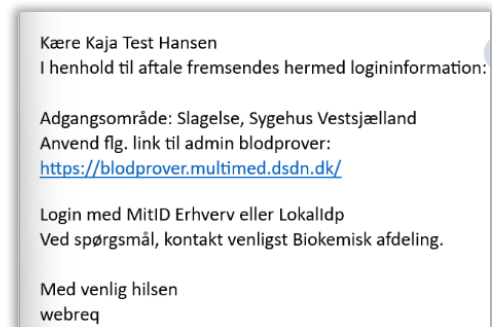 Kære Kaja Test Hansen
I henhold til aftale fremsendes hermed logininformation:
Adgangsområde: Slagelse, Sygehus Vestsjælland
Anvend flg. link til admin blodprover:
https://blodprover.multimed.dsdn.dk/
Login med MitID Erhverv eller LokalIdp
Ved spørgsmål, kontakt venligst Biokemisk afdeling.
Med venlig hilsen
webreq